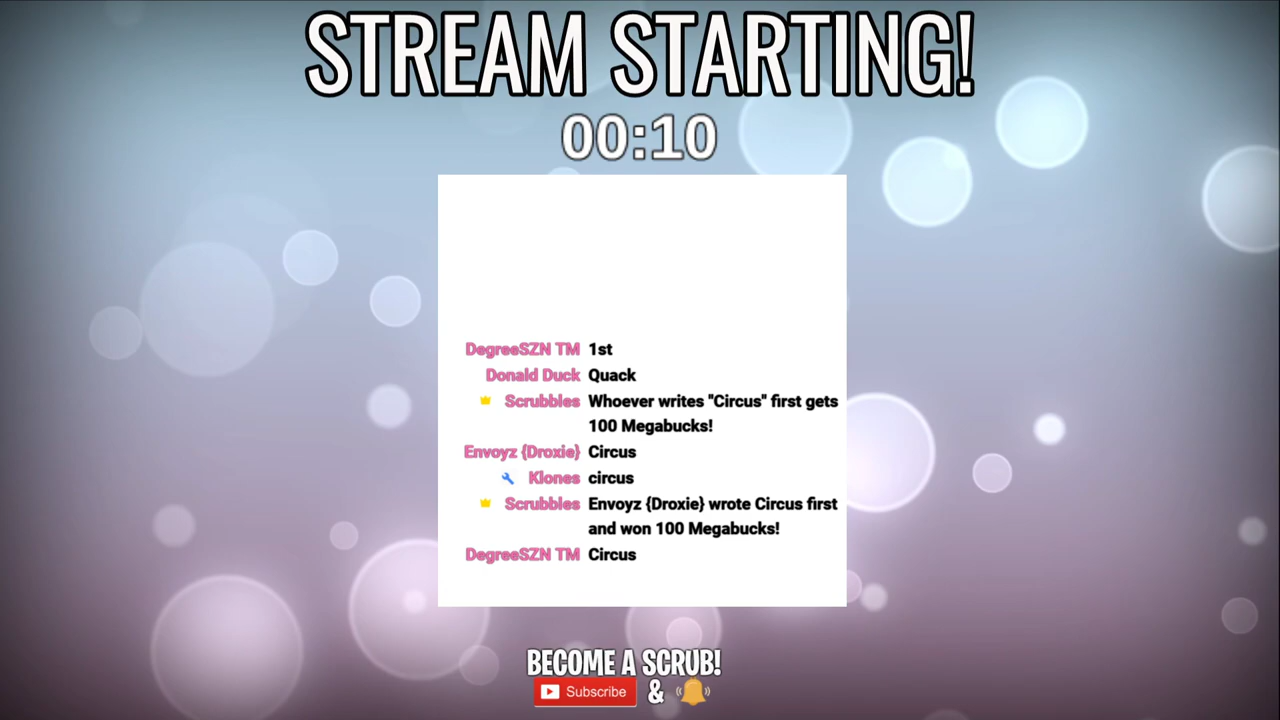 STREAM STARTING!
00:10
DegreeSZN TM 1st
Donald Duck Quack
Scrubbles Whoever writes "Circus" first gets
100 Megabucks!
Envoyz {Droxie} Circus
Klones circus
Scrubbles Envoyz {Droxie} wrote Circus first
and won 100 Megabucks!
DegreeSZN TM Circus
BECOME A SCRUB!
Subscribe &